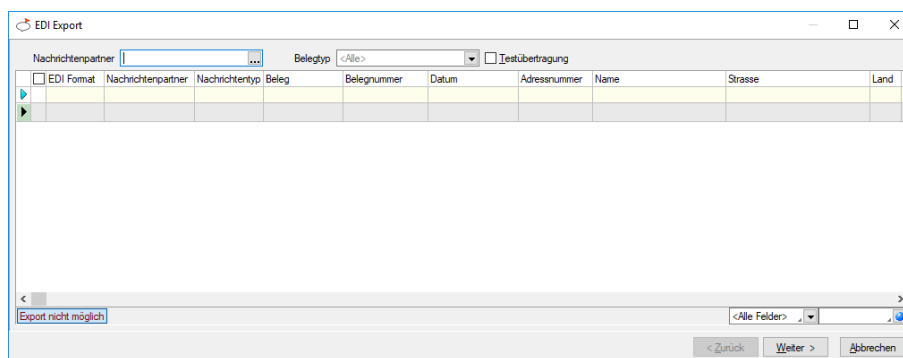 EDI Export
Nachrichtenpartner ... Belegtyp <Alle> Testübertragung
EDI Format Nachrichtenpartner Nachrichtentyp Beleg Belegnummer Datum Adressnummer Name Strasse Land
Export nicht möglich <Alle Felder>
< Zurück Weiter > Abbrechen